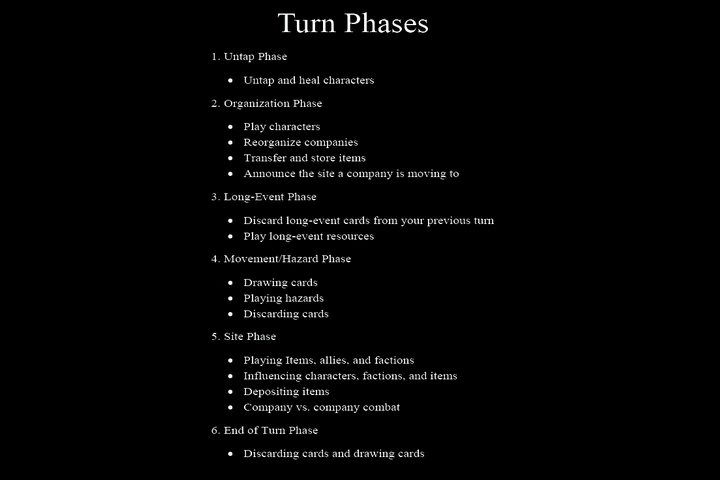 Turn Phases
1. Untap Phase
• Untap and heal characters
2. Organization Phase
• Play characters
• Reorganize companies
• Transfer and store items
• Announce the site a company is moving to
3. Long-Event Phase
• Discard long-event cards from your previous turn
• Play long-event resources
4. Movement/Hazard Phase
• Drawing cards
• Playing hazards
• Discarding cards
5. Site Phase
• Playing Items, allies, and factions
• Influencing characters, factions, and items
• Depositing items
• Company vs. company combat
6. End of Turn Phase
• Discarding cards and drawing cards